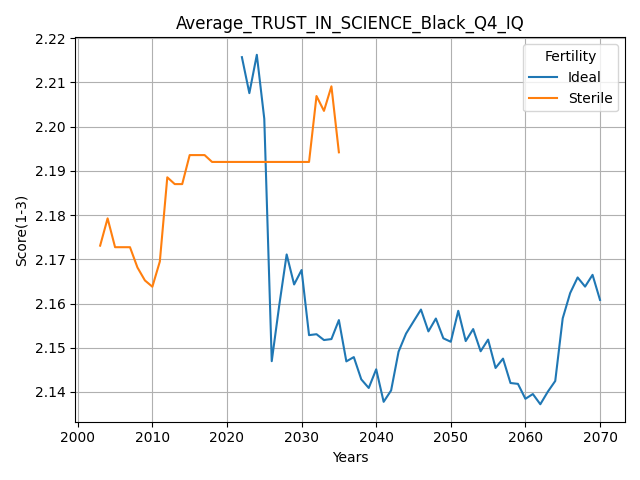 Average_TRUST_IN_SCIENCE_Black_Q4_IQ
2.22
2.21
2.20
2.19
2.18
2.17
2.16
2.15
2.14
Score(1-3)
Fertility
Ideal
Sterile
2000 2010 2020 2030 2040 2050 2060 2070
Years